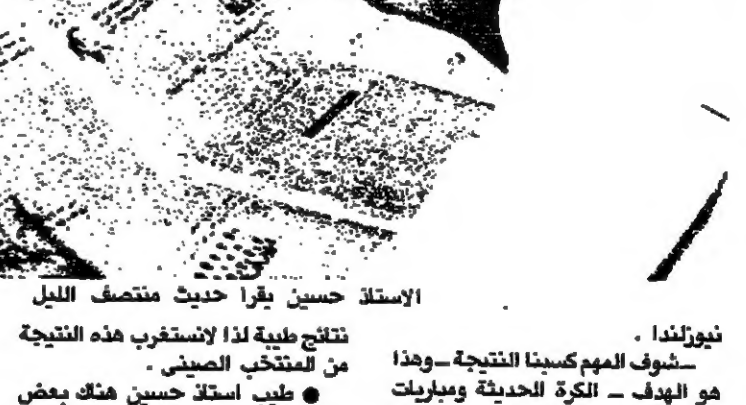 الاستاذ حسين يقرا حديث منتصف الليل
نيوزلندا .
ـ شوف المهم كسبنا النتيجة ـ وهذا
هو الهدف ـ الكرة الحديثة ومباريات
نتائج طيبة لذا لانستغرب هذه النتيجة
من المنتخب الصينى .
● طيب استاذ حسين هناك بعض